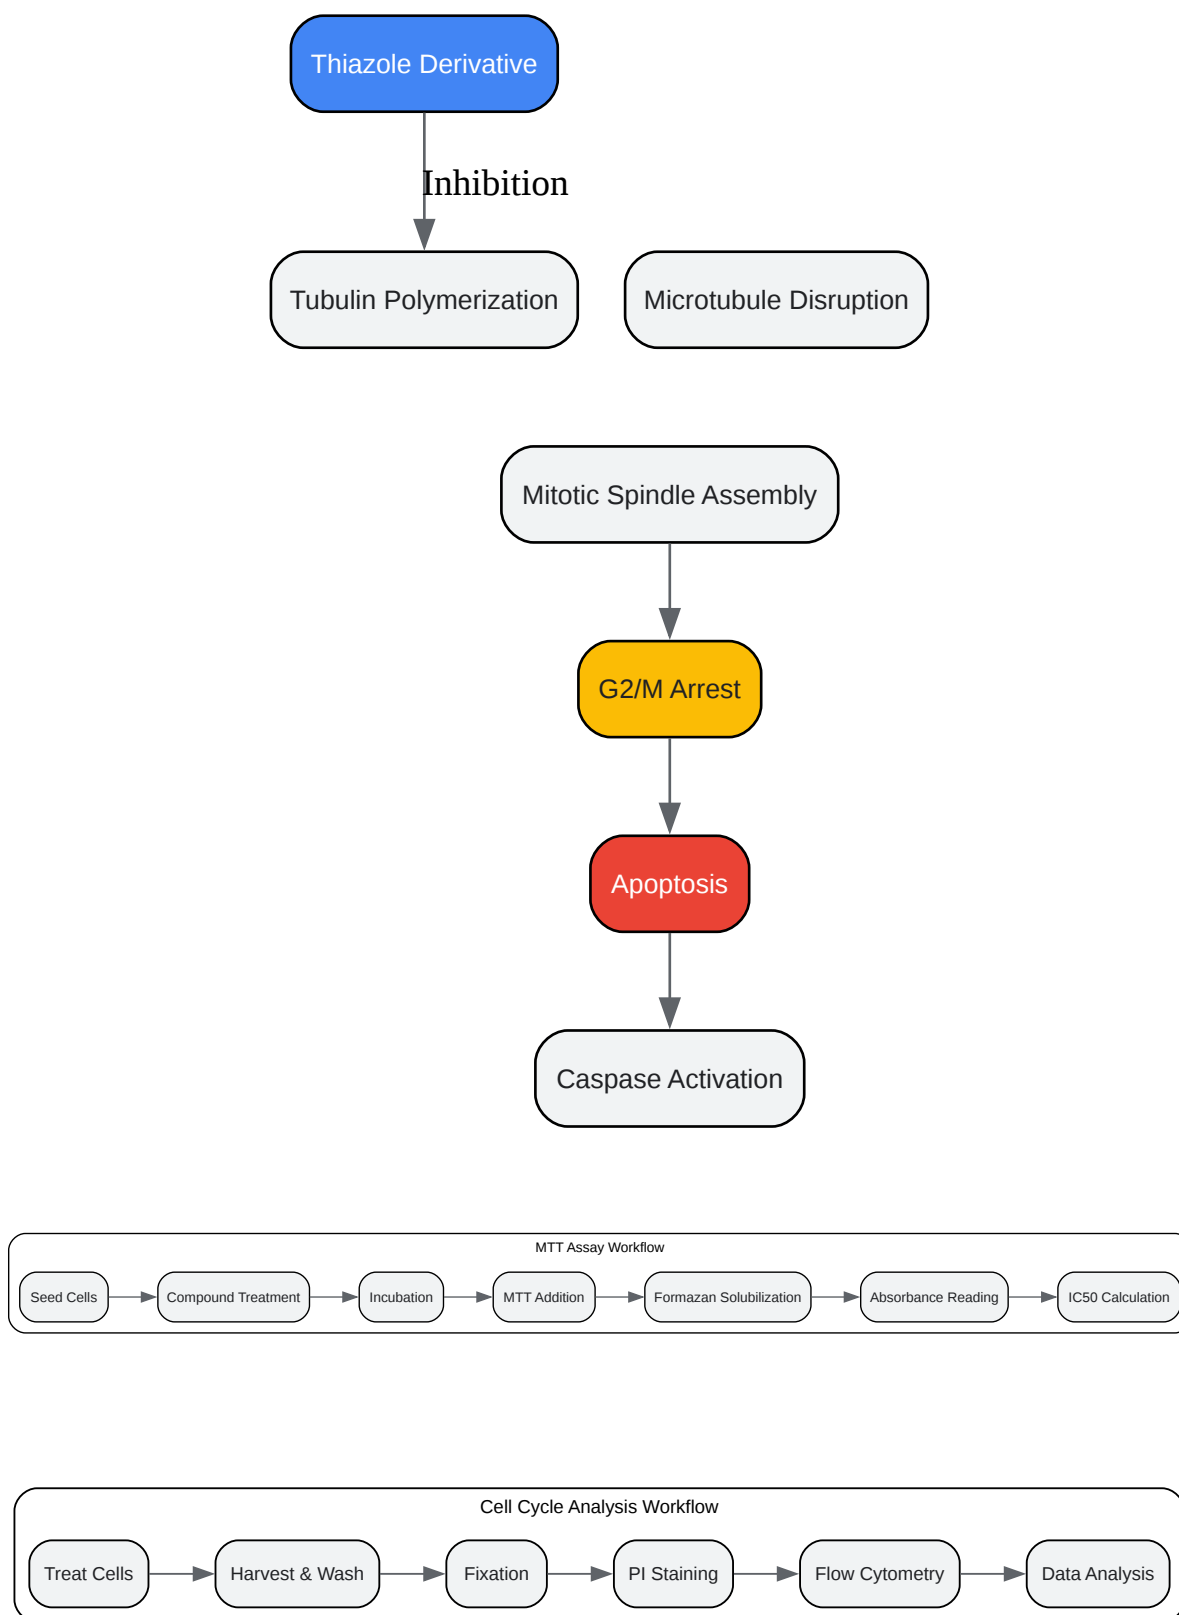 Thiazole Derivative
Inhibition
Tubulin Polymerization
Microtubule Disruption
Mitotic Spindle Assembly
G2/M Arrest
Apoptosis
Caspase Activation
MTT Assay Workflow
Seed Cells
Compound Treatment
Incubation
MTT Addition
Formazan Solubilization
Absorbance Reading
IC50 Calculation
Cell Cycle Analysis Workflow
Treat Cells
Harvest & Wash
Fixation
PI Staining
Flow Cytometry
Data Analysis